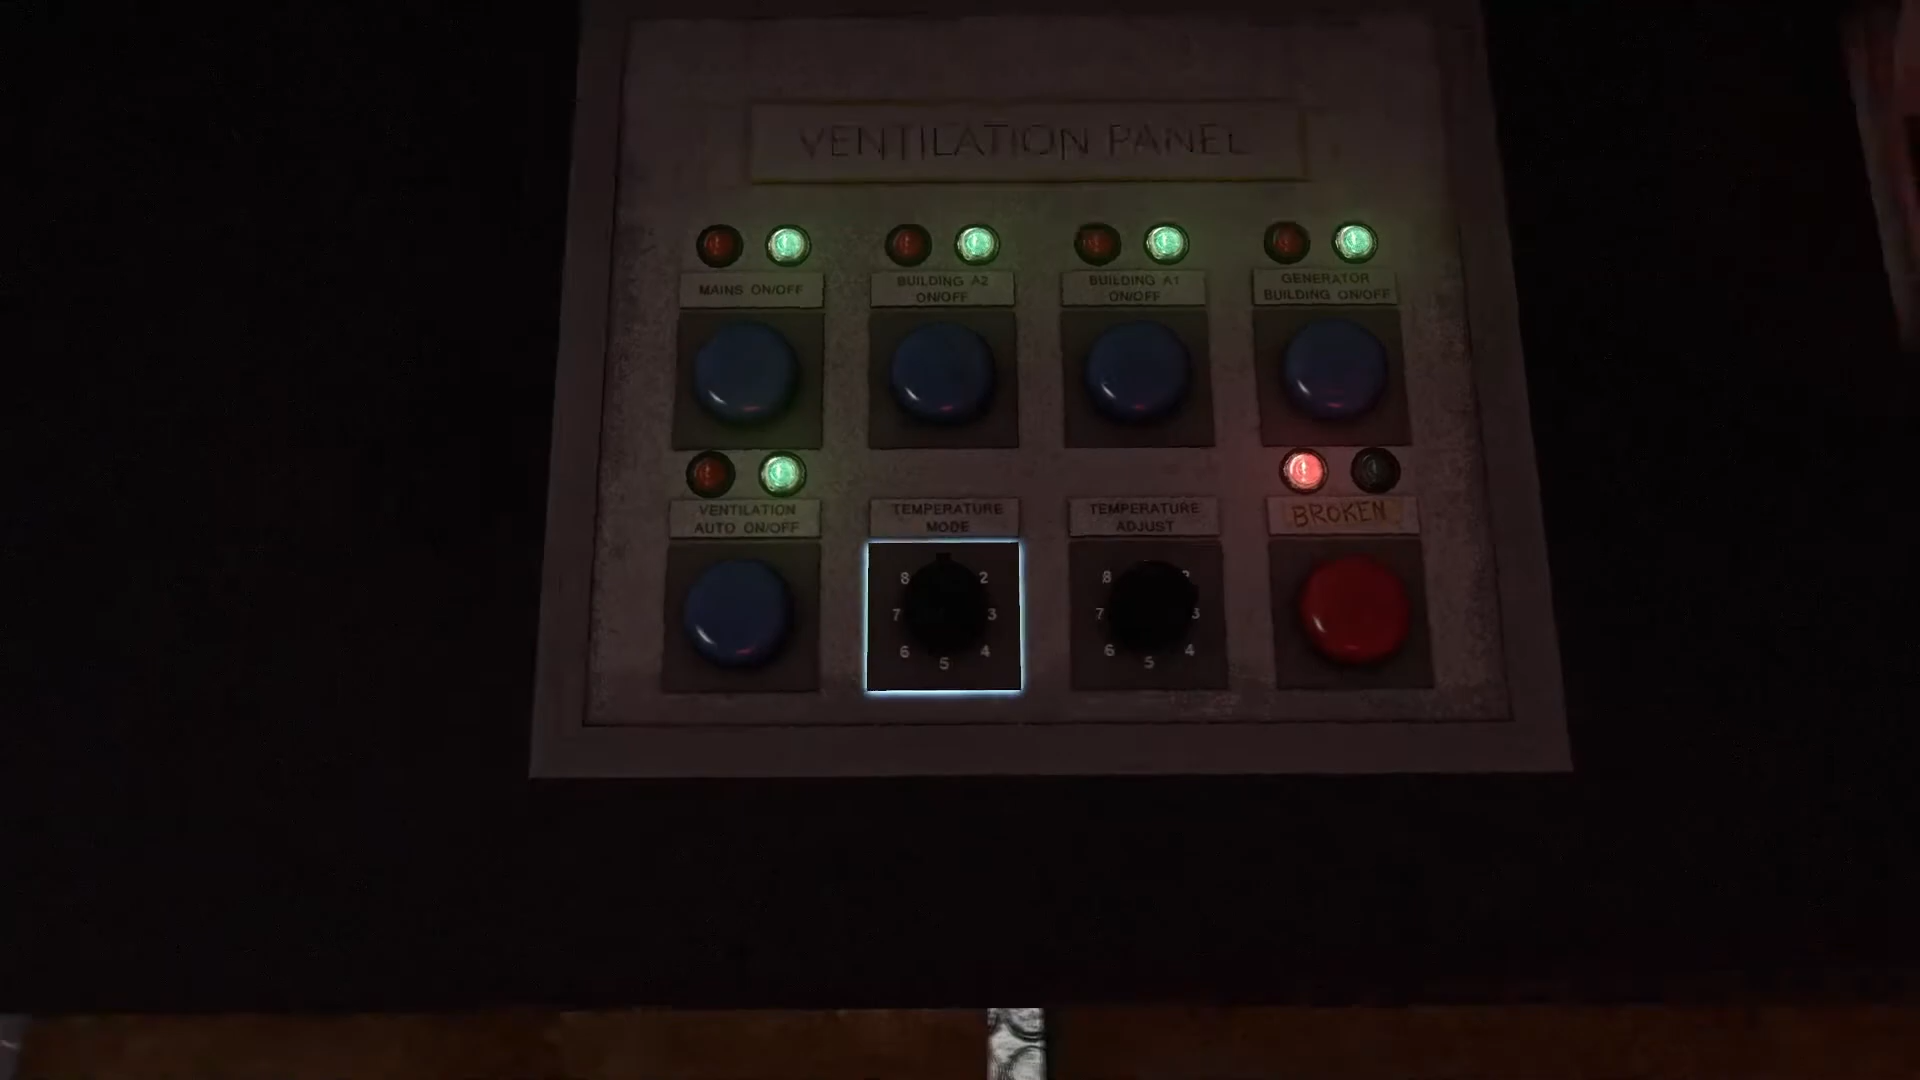 VENTILATION PANEL
MAINS ON/OFF
BUILDING A2
ON/OFF
BUILDING A1
ON/OFF
GENERATOR
BUILDING ON/OFF
VENTILATION
AUTO ON/OFF
TEMPERATURE
MODE
TEMPERATURE
ADJUST
BROKEN
8 2
7 3
6 4
5
8
7 3
6 4
5